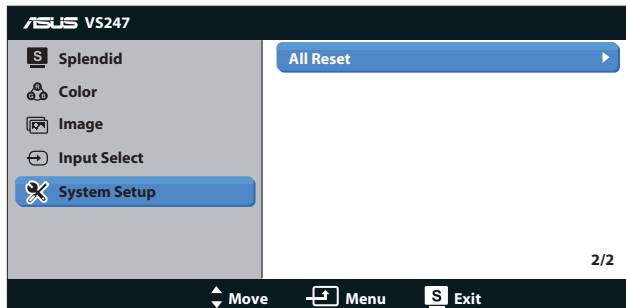 ASUS VS247
S Splendid
All Reset
Color
Image
Input Select
System Setup
2/2
Move Menu S Exit